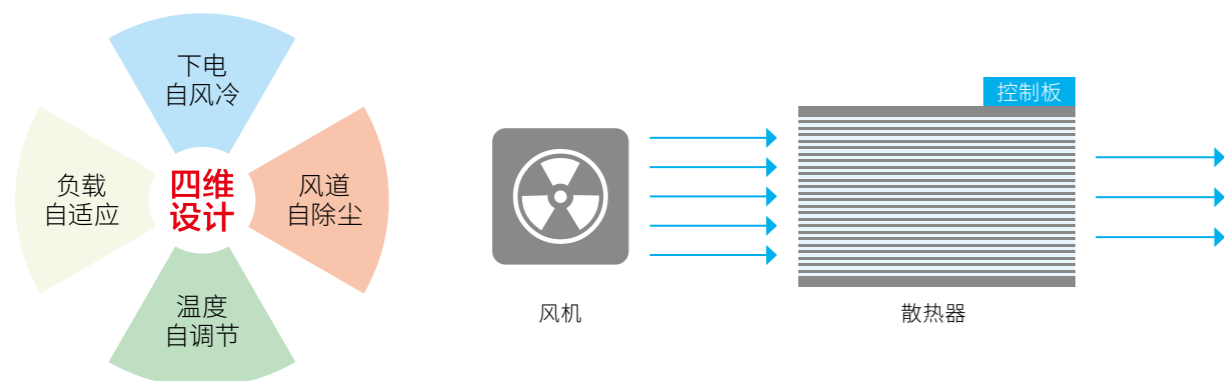 下电
自风冷
负载
自适应
四维
设计
风道
自除尘
温度
自调节
控制板
风机
散热器